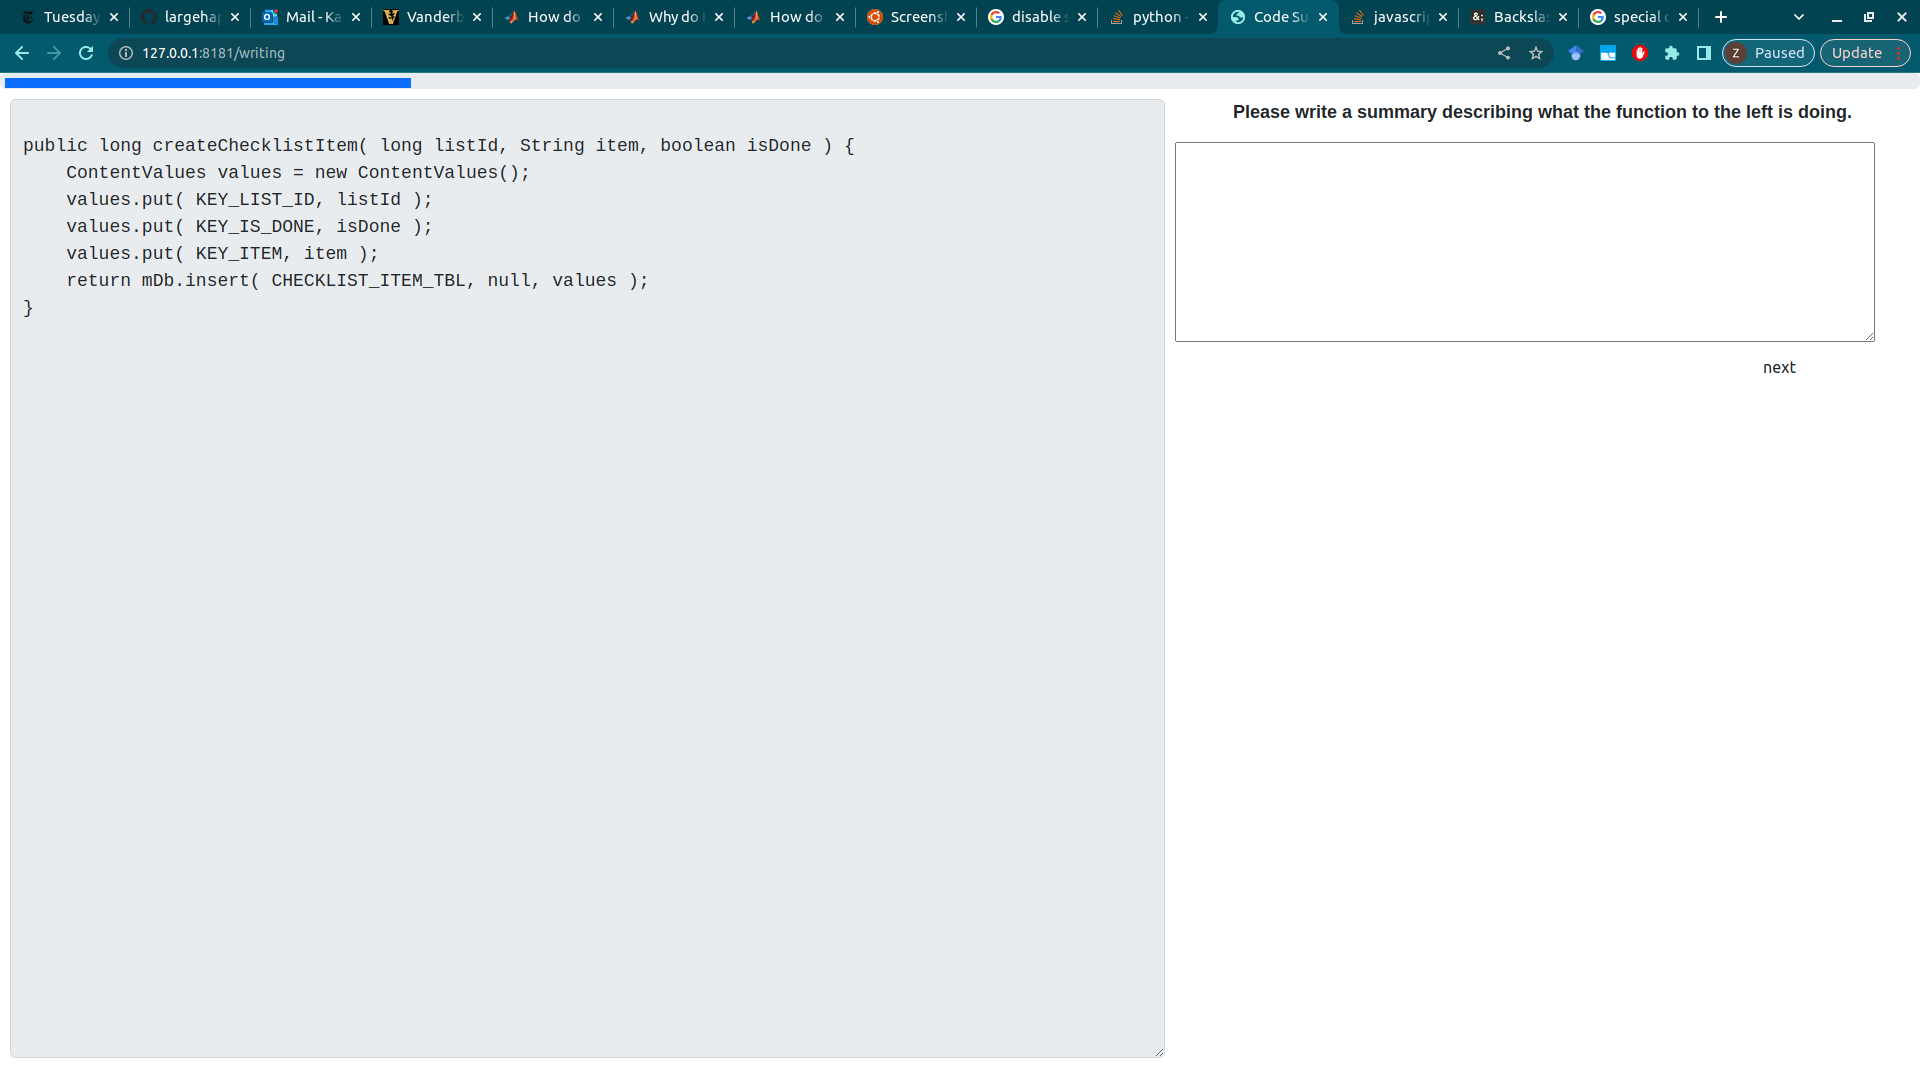 Tuesday
largeha
Mail - Ka
Vanderb
How do
Why do
How do
Screens
disable s
python -
Code Su
javascri
Backsla
special c
127.0.0.1:8181/writing
Z Paused
Update
public long createChecklistItem( long listId, String item, boolean isDone ) {
    ContentValues values = new ContentValues();
    values.put( KEY_LIST_ID, listId );
    values.put( KEY_IS_DONE, isDone );
    values.put( KEY_ITEM, item );
    return mDb.insert( CHECKLIST_ITEM_TBL, null, values );
}
Please write a summary describing what the function to the left is doing.
next